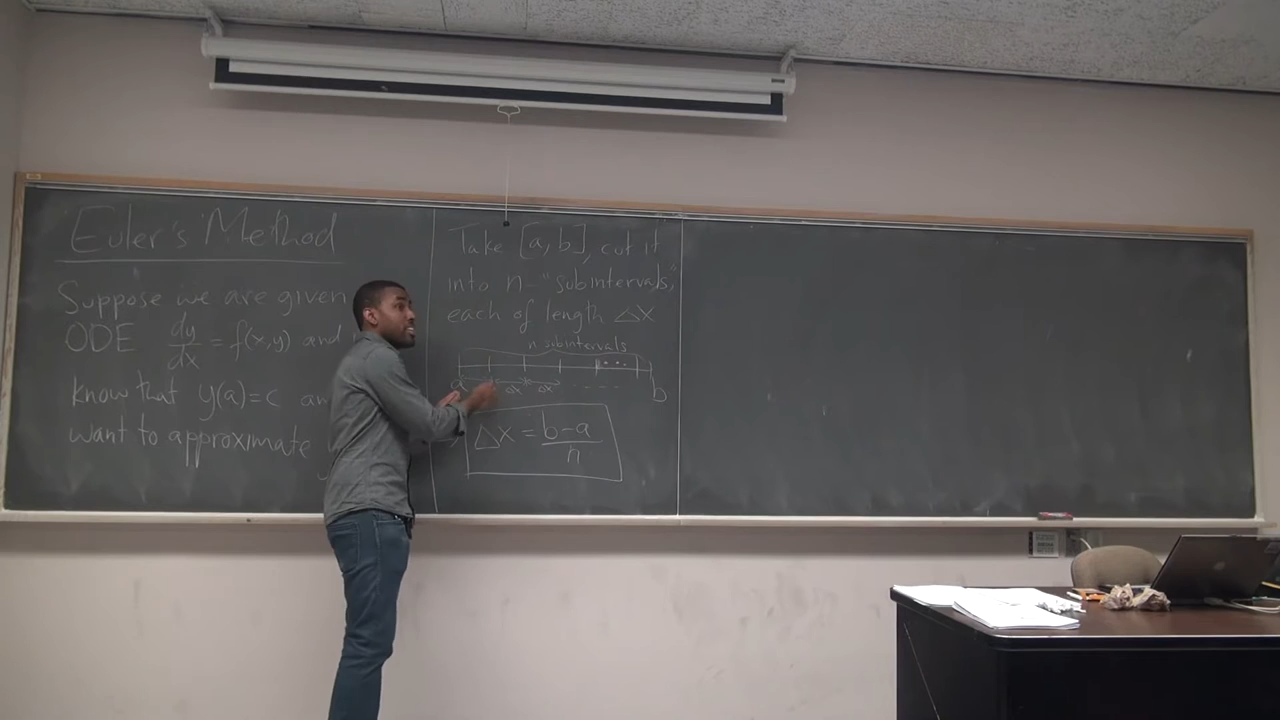 Euler's Method
Suppose we are given
ODE dy/dx = f(x,y) and
know that y(a)=c an
want to approximate
Take [a,b], cut it
into n-"subintervals,"
each of length Δx
n subintervals
a Δx Δx b
Δx = b-a/n